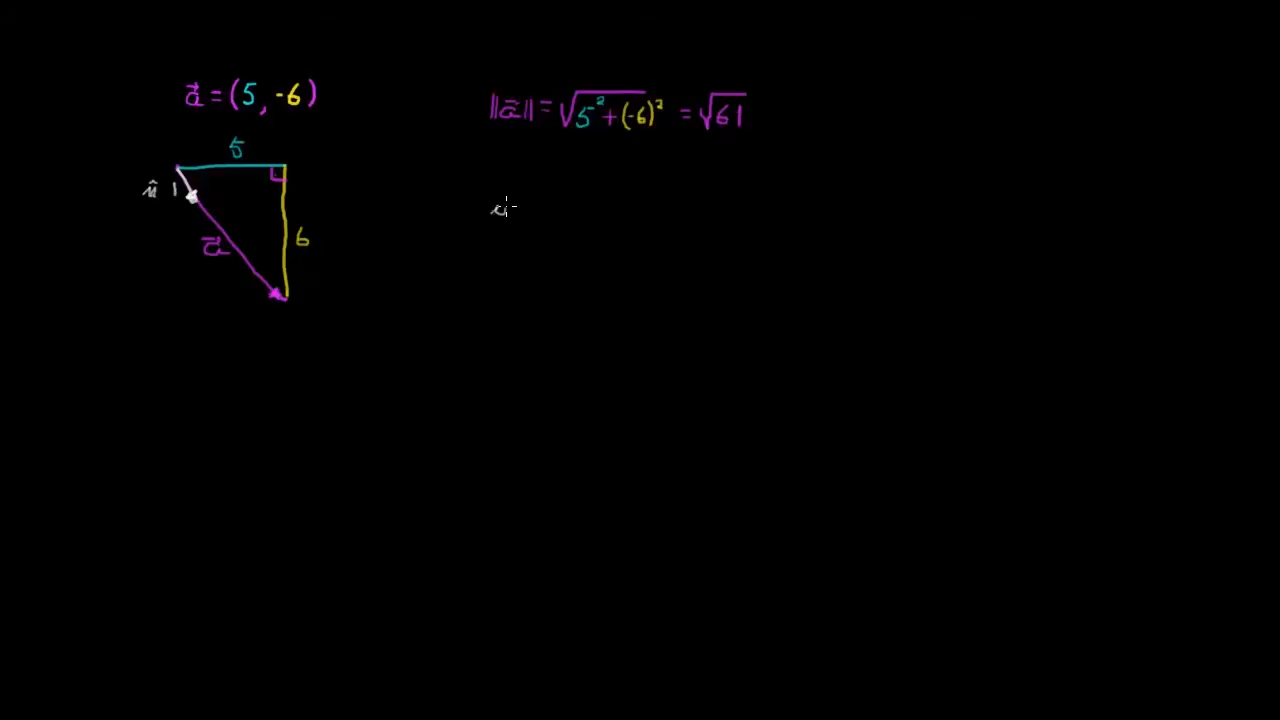 a⃗ = (5, -6)
||a⃗|| = √(5² + (-6)²) = √61
5
û 1
u
a⃗
6